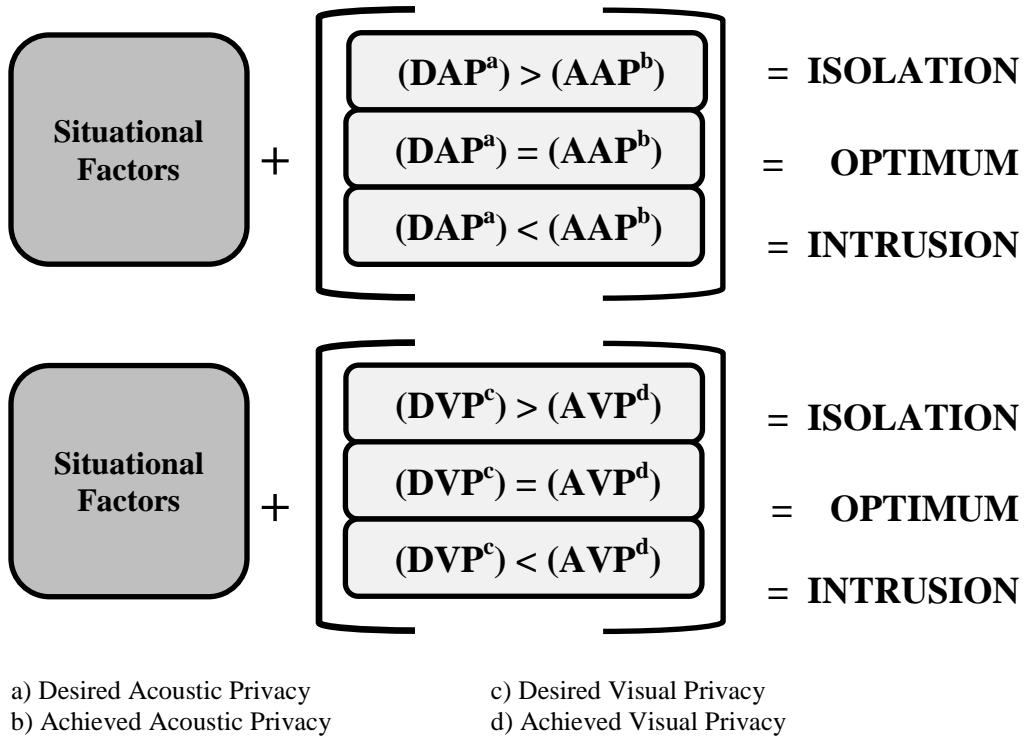 (DAPᵃ) > (AAPᵇ) = ISOLATION
Situational
Factors
+
(DAPᵃ) = (AAPᵇ) = OPTIMUM
(DAPᵃ) < (AAPᵇ) = INTRUSION
(DVPᶜ) > (AVPᵈ) = ISOLATION
Situational
Factors
+
(DVPᶜ) = (AVPᵈ) = OPTIMUM
(DVPᶜ) < (AVPᵈ) = INTRUSION
a) Desired Acoustic Privacy
b) Achieved Acoustic Privacy
c) Desired Visual Privacy
d) Achieved Visual Privacy